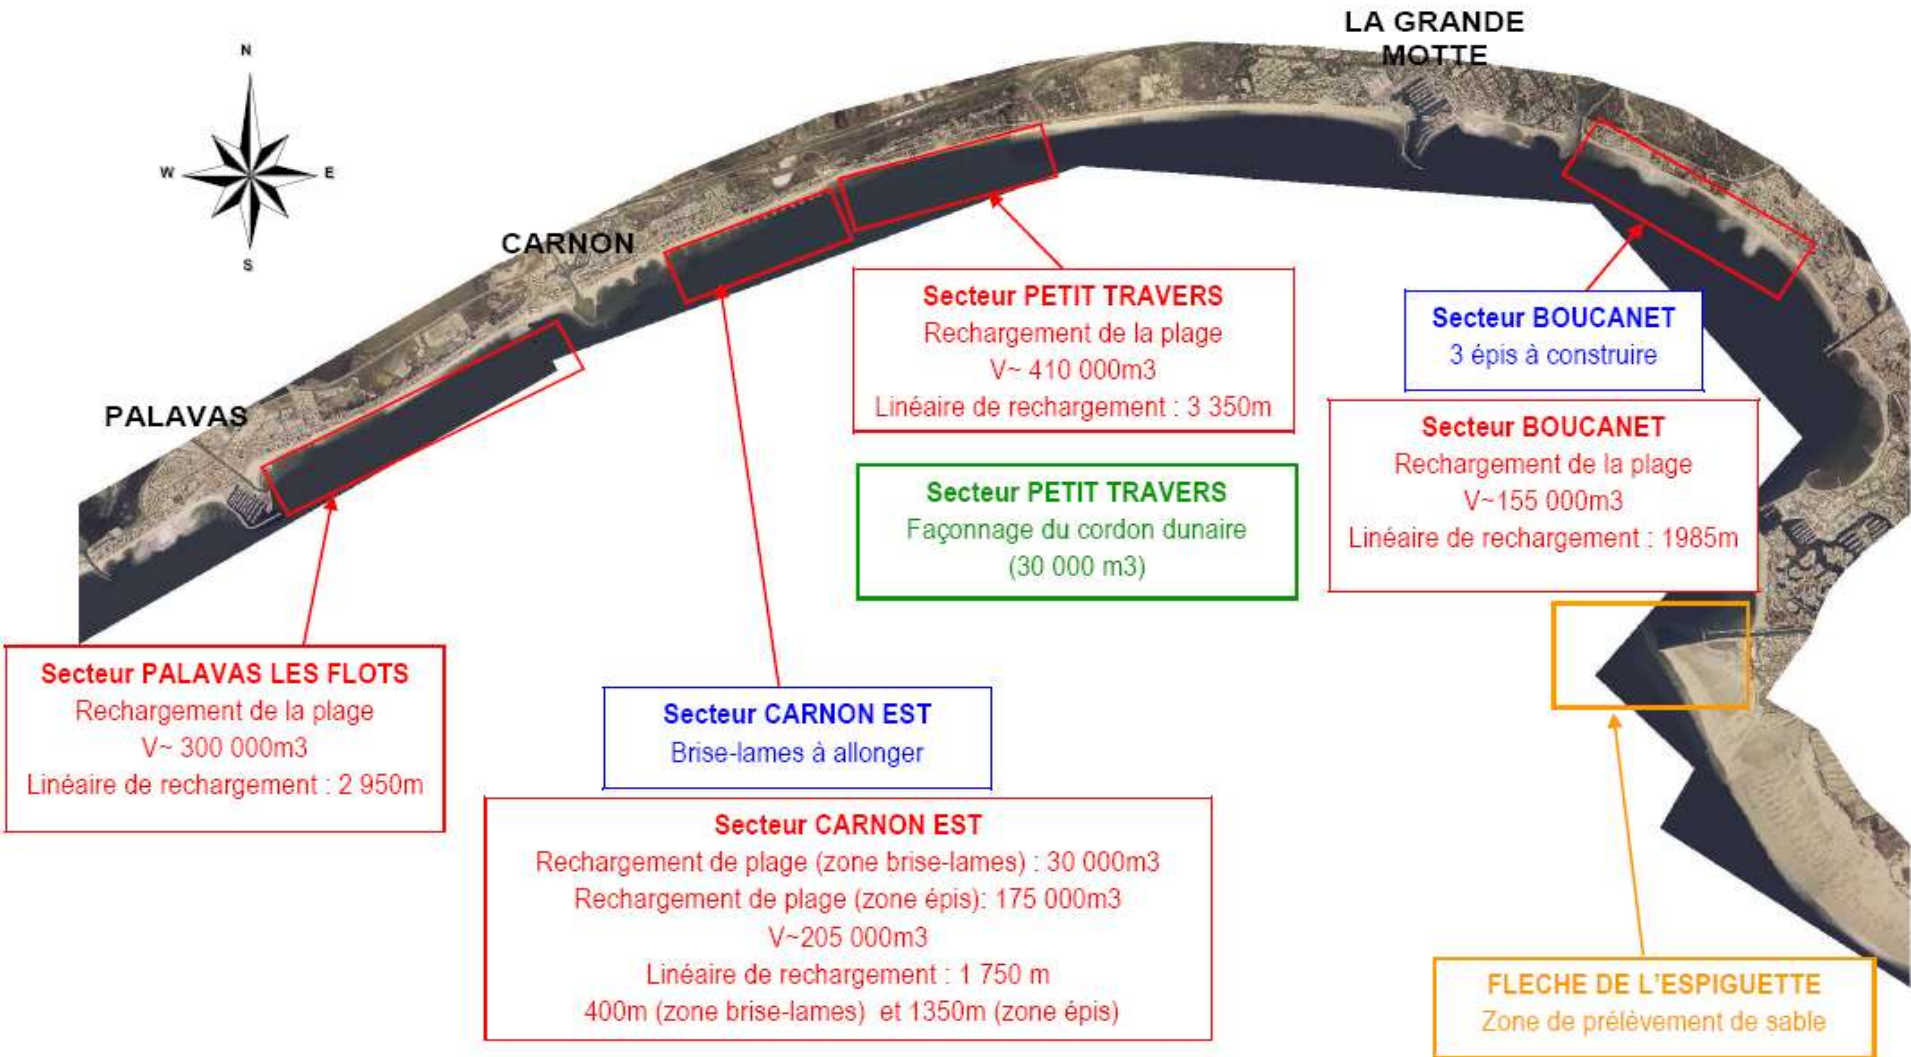 LA GRANDE
MOTTE
N
W
E
S
CARNON
PALAVAS
Secteur PETIT TRAVERS
Rechargement de la plage
V~ 410 000m3
Linéaire de rechargement : 3 350m
Secteur BOUCANET
3 épis à construire
Secteur BOUCANET
Rechargement de la plage
V~155 000m3
Linéaire de rechargement : 1985m
Secteur PETIT TRAVERS
Façonnage du cordon dunaire
(30 000 m3)
Secteur PALAVAS LES FLOTS
Rechargement de la plage
V~ 300 000m3
Linéaire de rechargement : 2 950m
Secteur CARNON EST
Brise-lames à allonger
Secteur CARNON EST
Rechargement de plage (zone brise-lames) : 30 000m3
Rechargement de plage (zone épis): 175 000m3
V~205 000m3
Linéaire de rechargement : 1 750 m
400m (zone brise-lames) et 1350m (zone épis)
FLECHE DE L'ESPIGUETTE
Zone de prélèvement de sable